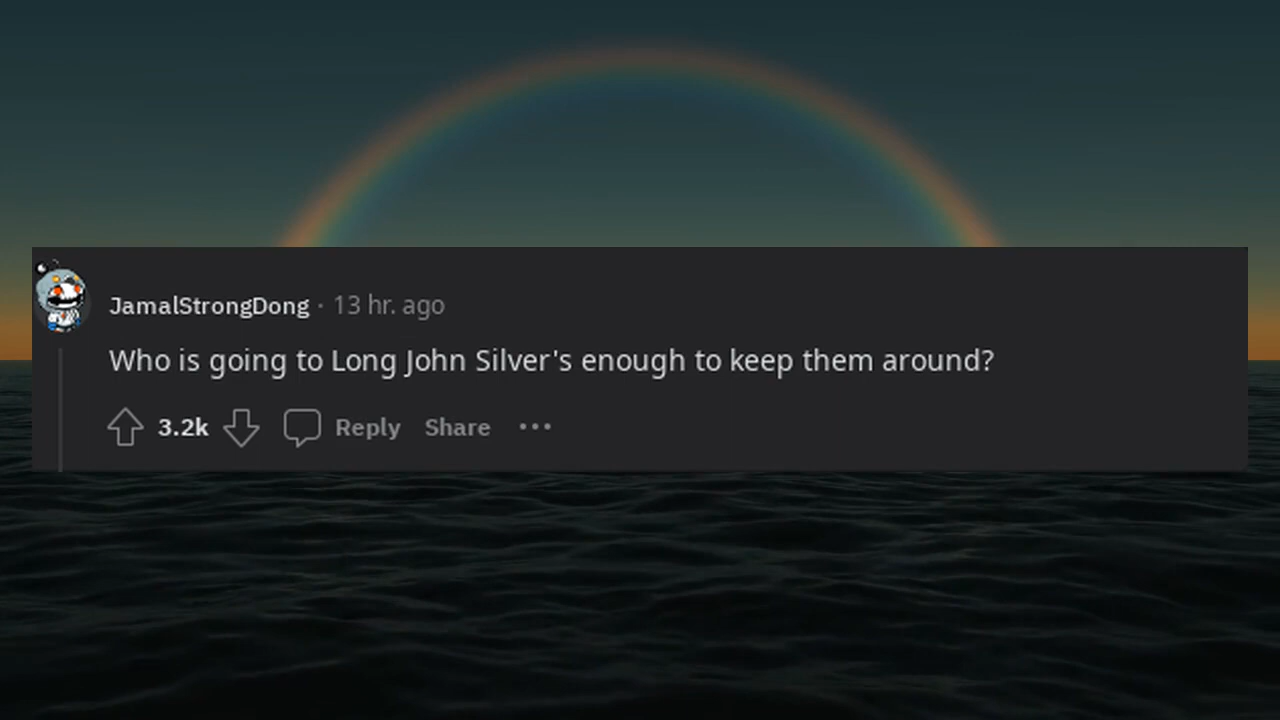 JamalStrongDong · 13 hr. ago
Who is going to Long John Silver's enough to keep them around?
3.2k Reply Share ···